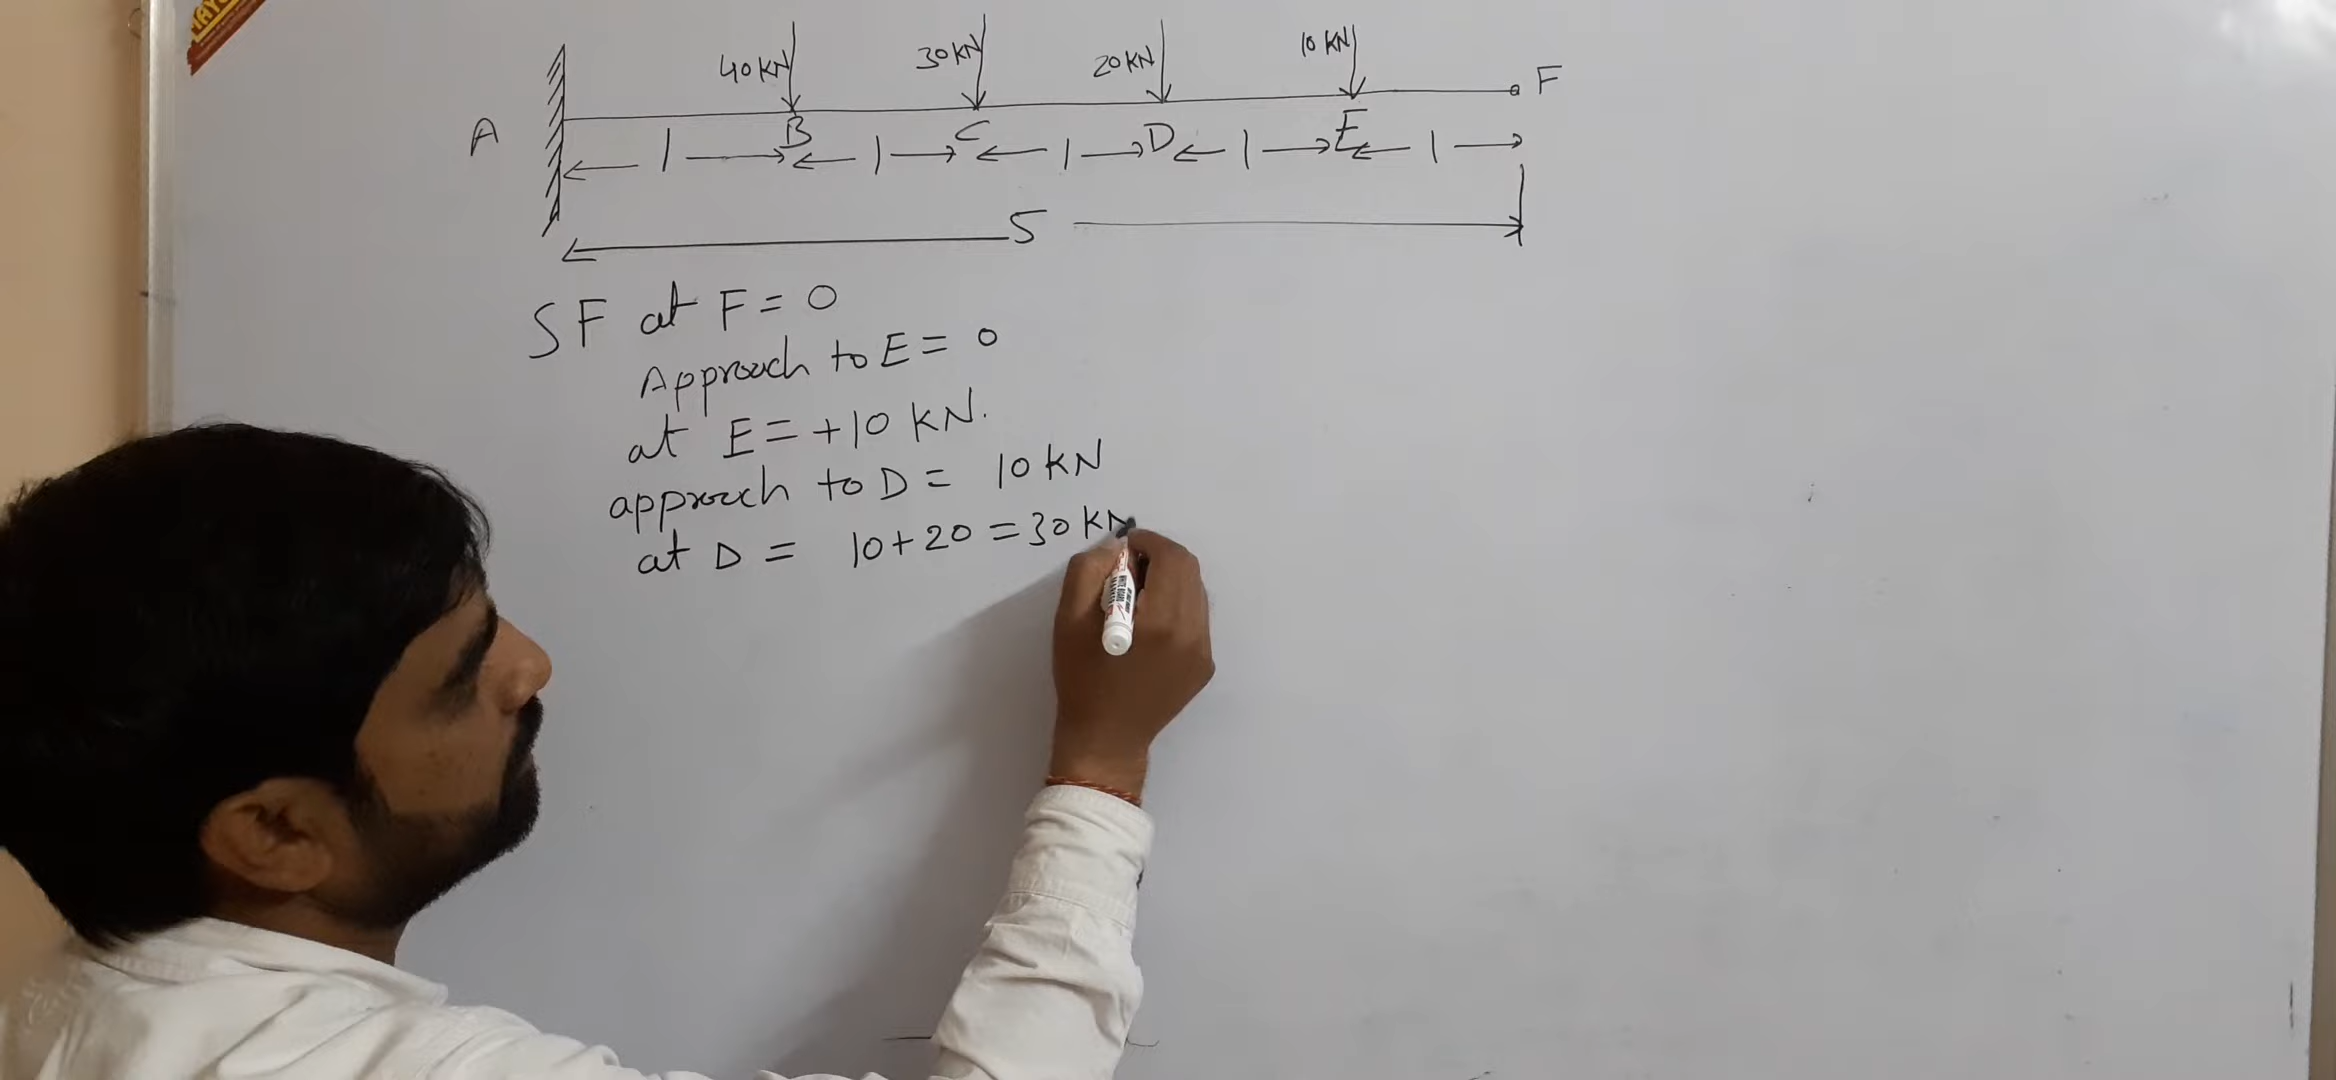 40 KN 30 KN 20 KN 10 KN
A B C D E F
1 1 1 1 1
5
SF at F = 0
Approach to E = 0
at E = +10 KN.
approach to D = 10 KN
at D = 10+20 = 30 KN